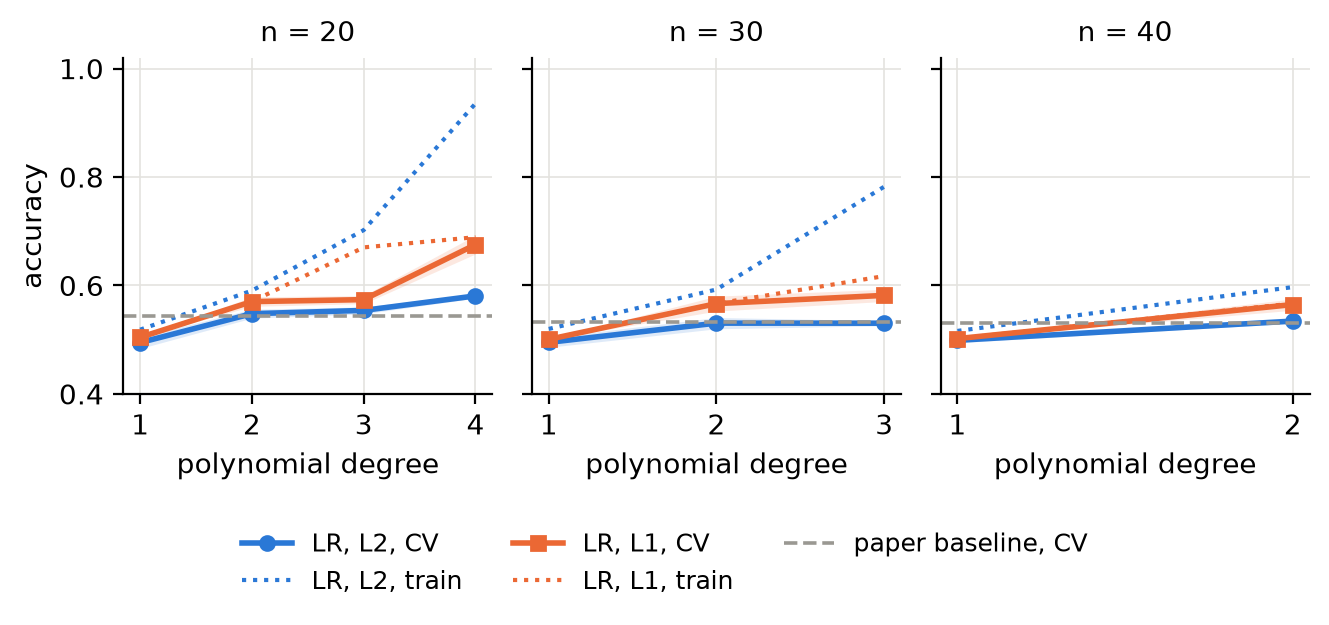 n = 20
n = 30
n = 40
accuracy
1.0
0.8
0.6
0.4
1 2 3 4
1 2 3
1 2
polynomial degree
polynomial degree
polynomial degree
LR, L2, CV
LR, L2, train
LR, L1, CV
LR, L1, train
paper baseline, CV